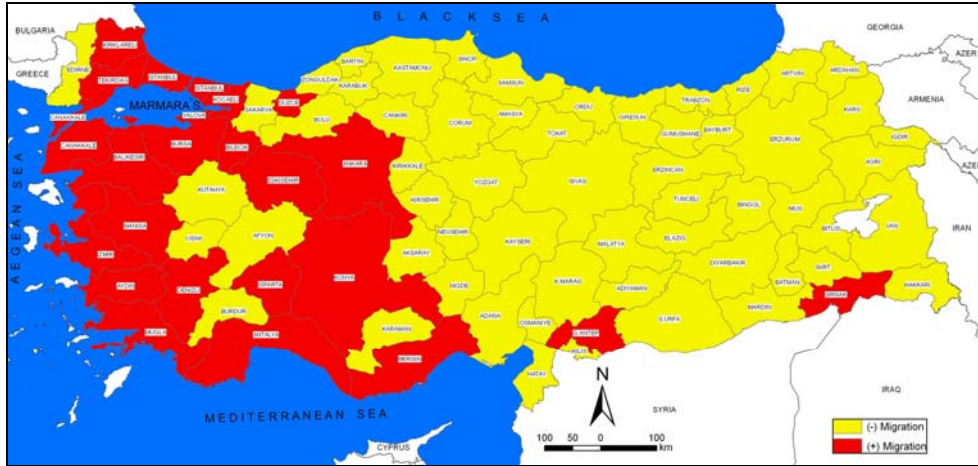 BLACK SEA
BULGARIA
GEORGIA
KIRKLARELI
AZER
GREECE
EDIRNE
TEKIRDAG
ISTANBUL
ISTANBUL
KOCAELI
DUZCE
ZONGULDAK
BARTIN
KARABUK
KASTAMONU
SINOP
SAMSUN
ORDU
GIRESUN
TRABZON
RIZE
ARTVIN
ARDAHAN
ARMENIA
MARMARA S.
YALOVA
SAKARYA
BOLU
CANKIRI
CORUM
AMASYA
TOKAT
GUMUSHANE
BAYBURT
ERZURUM
KARS
IGDIR
AZER
CANAKKALE
CANAKKALE
BALIKESIR
BURSA
BILECIK
ESKISEHIR
ANKARA
KIRIKKALE
YOZGAT
SIVAS
ERZINCAN
TUNCELI
BINGOL
MUS
AGRI
AEGEAN SEA
KUTAHYA
KIRSEHIR
NEVSEHIR
KAYSERI
MALATYA
ELAZIG
DIYARBAKIR
BITLIS
VAN
IRAN
MANISA
USAK
AFYON
IZMIR
AKSARAY
KONYA
NIGDE
K.MARAS
ADIYAMAN
BATMAN
SIIRT
SIRNAK
HAKKARI
AYDIN
DENIZLI
ISPARTA
BURDUR
MUGLA
ANTALYA
KARAMAN
MERSIN
ADANA
OSMANIYE
G.ANTEP
KILIS
S.URFA
MARDIN
HATAY
N
MEDITERRANEAN SEA
SYRIA
IRAQ
CYPRUS
100 50 0 100
km
(-) Migration
(+) Migration